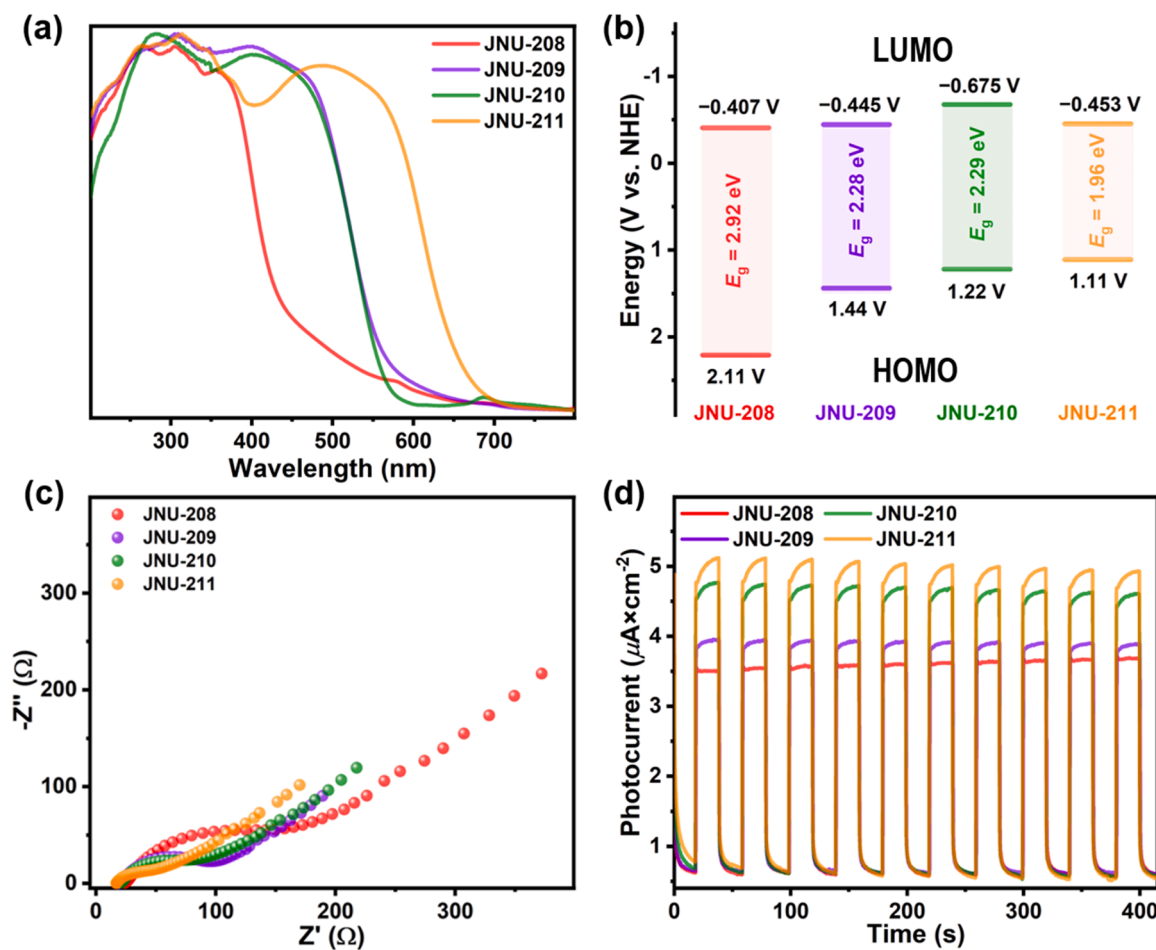 (a)
JNU-208
JNU-209
JNU-210
JNU-211
300
400
500
600
700
Wavelength (nm)
(b)
LUMO
−0.407 V
−0.445 V
−0.675 V
−0.453 V
Eg = 2.92 eV
Eg = 2.28 eV
Eg = 2.29 eV
Eg = 1.96 eV
2.11 V
1.44 V
1.22 V
1.11 V
HOMO
JNU-208
JNU-209
JNU-210
JNU-211
-1
0
1
2
Energy (V vs. NHE)
(c)
JNU-208
JNU-209
JNU-210
JNU-211
300
200
100
0
-Z'' (Ω)
0
100
200
300
Z' (Ω)
(d)
JNU-208
JNU-210
JNU-209
JNU-211
5
4
3
2
1
Photocurrent (μA×cm⁻²)
0
100
200
300
400
Time (s)